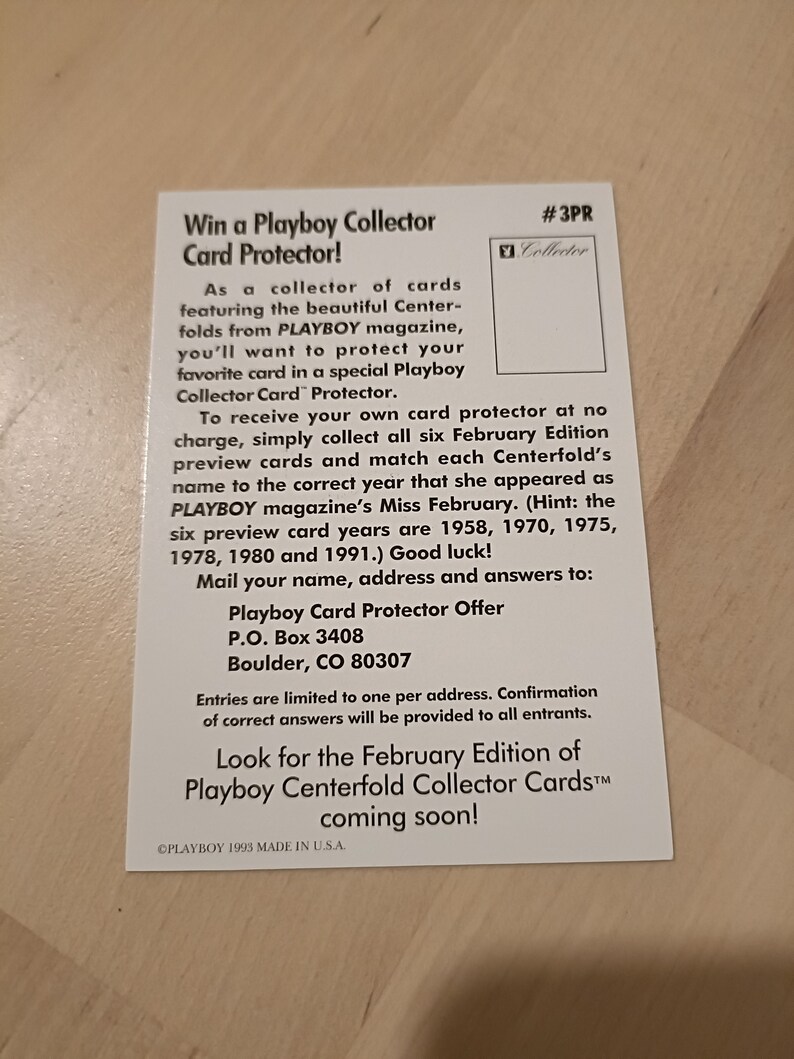 Win a Playboy Collector
Card Protector!
#3PR
Collector
As a collector of cards
featuring the beautiful Center-
folds from PLAYBOY magazine,
you'll want to protect your
favorite card in a special Playboy
Collector Card™ Protector.
To receive your own card protector at no
charge, simply collect all six February Edition
preview cards and match each Centerfold's
name to the correct year that she appeared as
PLAYBOY magazine's Miss February. (Hint: the
six preview card years are 1958, 1970, 1975,
1978, 1980 and 1991.) Good luck!
Mail your name, address and answers to:
Playboy Card Protector Offer
P.O. Box 3408
Boulder, CO 80307
Entries are limited to one per address. Confirmation
of correct answers will be provided to all entrants.
Look for the February Edition of
Playboy Centerfold Collector Cards™
coming soon!
©PLAYBOY 1993 MADE IN U.S.A.